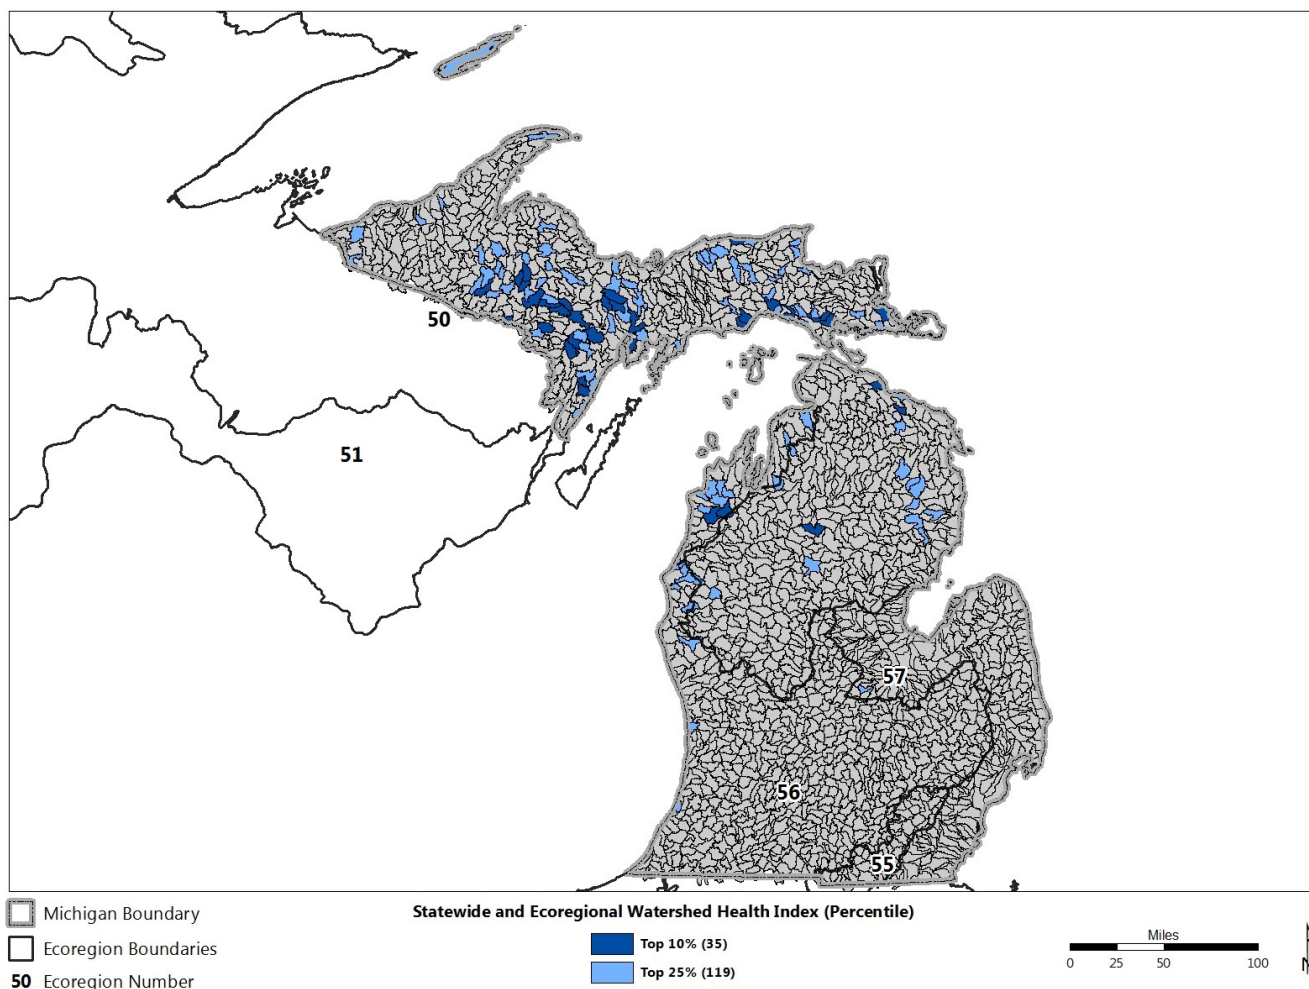 50
51
57
56
55
Michigan Boundary
Ecoregion Boundaries
50 Ecoregion Number
Statewide and Ecoregional Watershed Health Index (Percentile)
Top 10% (35)
Top 25% (119)
Miles
0 25 50 100